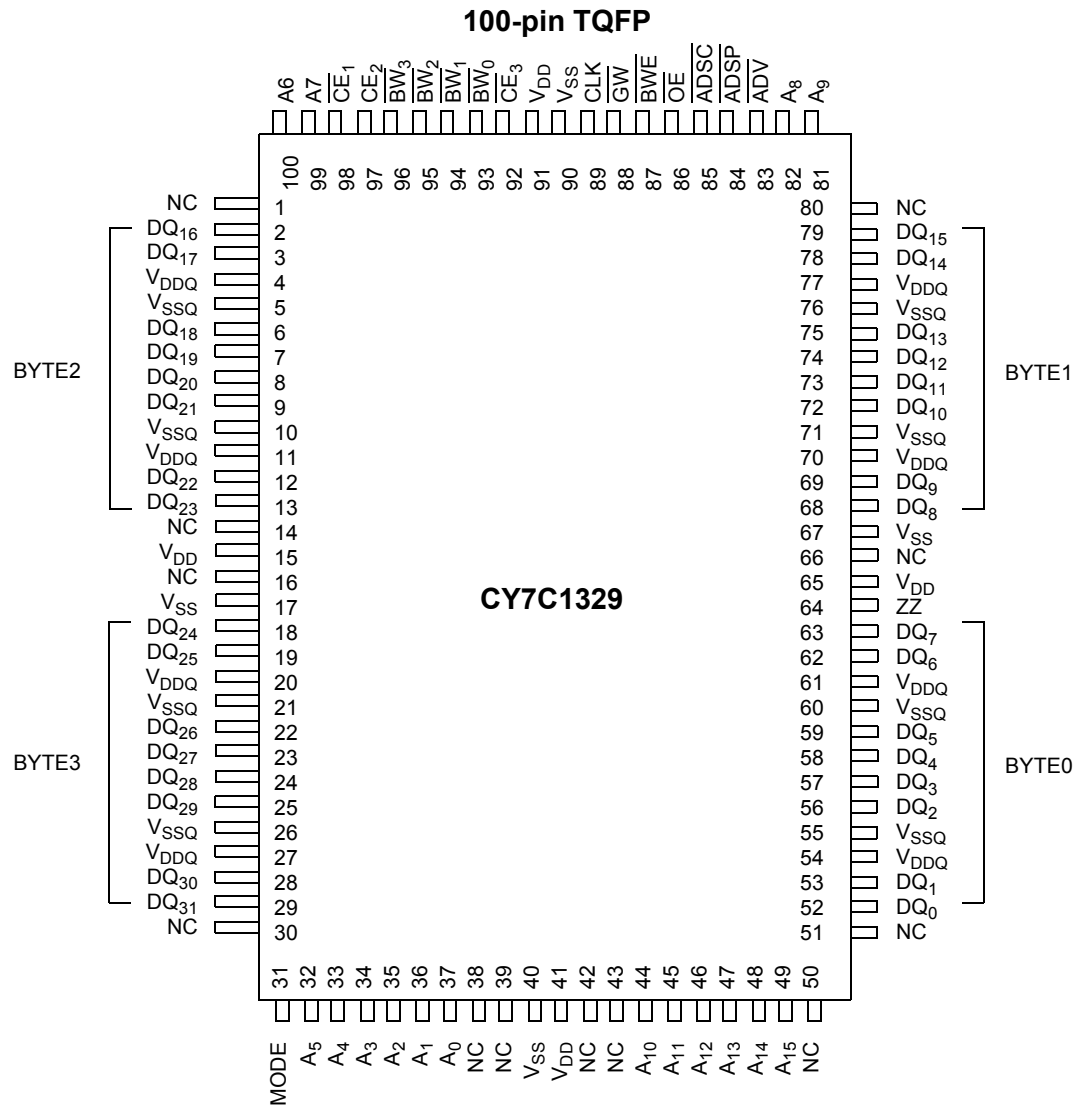 100-pin TQFP
A6 A7 CE1 CE2 BW3 BW2 BW1 BW0 CE3 VDD VSS CLK GW BWE OE ADSC ADSP ADV A8 A9
100 99 98 97 96 95 94 93 92 91 90 89 88 87 86 85 84 83 82 81
NC 1 80 NC
DQ16 2 79 DQ15
DQ17 3 78 DQ14
VDDQ 4 77 VDDQ
VSSQ 5 76 VSSQ
DQ18 6 75 DQ13
DQ19 7 74 DQ12
BYTE2 DQ20 8 73 DQ11 BYTE1
DQ21 9 72 DQ10
VSSQ 10 71 VSSQ
VDDQ 11 70 VDDQ
DQ22 12 69 DQ9
DQ23 13 68 DQ8
NC 14 67 VSS
VDD 15 66 NC
NC 16 65 VDD
CY7C1329
VSS 17 64 ZZ
DQ24 18 63 DQ7
DQ25 19 62 DQ6
VDDQ 20 61 VDDQ
VSSQ 21 60 VSSQ
DQ26 22 59 DQ5
DQ27 23 58 DQ4
BYTE3 DQ28 24 57 DQ3 BYTE0
DQ29 25 56 DQ2
VSSQ 26 55 VSSQ
VDDQ 27 54 VDDQ
DQ30 28 53 DQ1
DQ31 29 52 DQ0
NC 30 51 NC
31 32 33 34 35 36 37 38 39 40 41 42 43 44 45 46 47 48 49 50
MODE A5 A4 A3 A2 A1 A0 NC NC VSS VDD NC NC A10 A11 A12 A13 A14 A15 NC